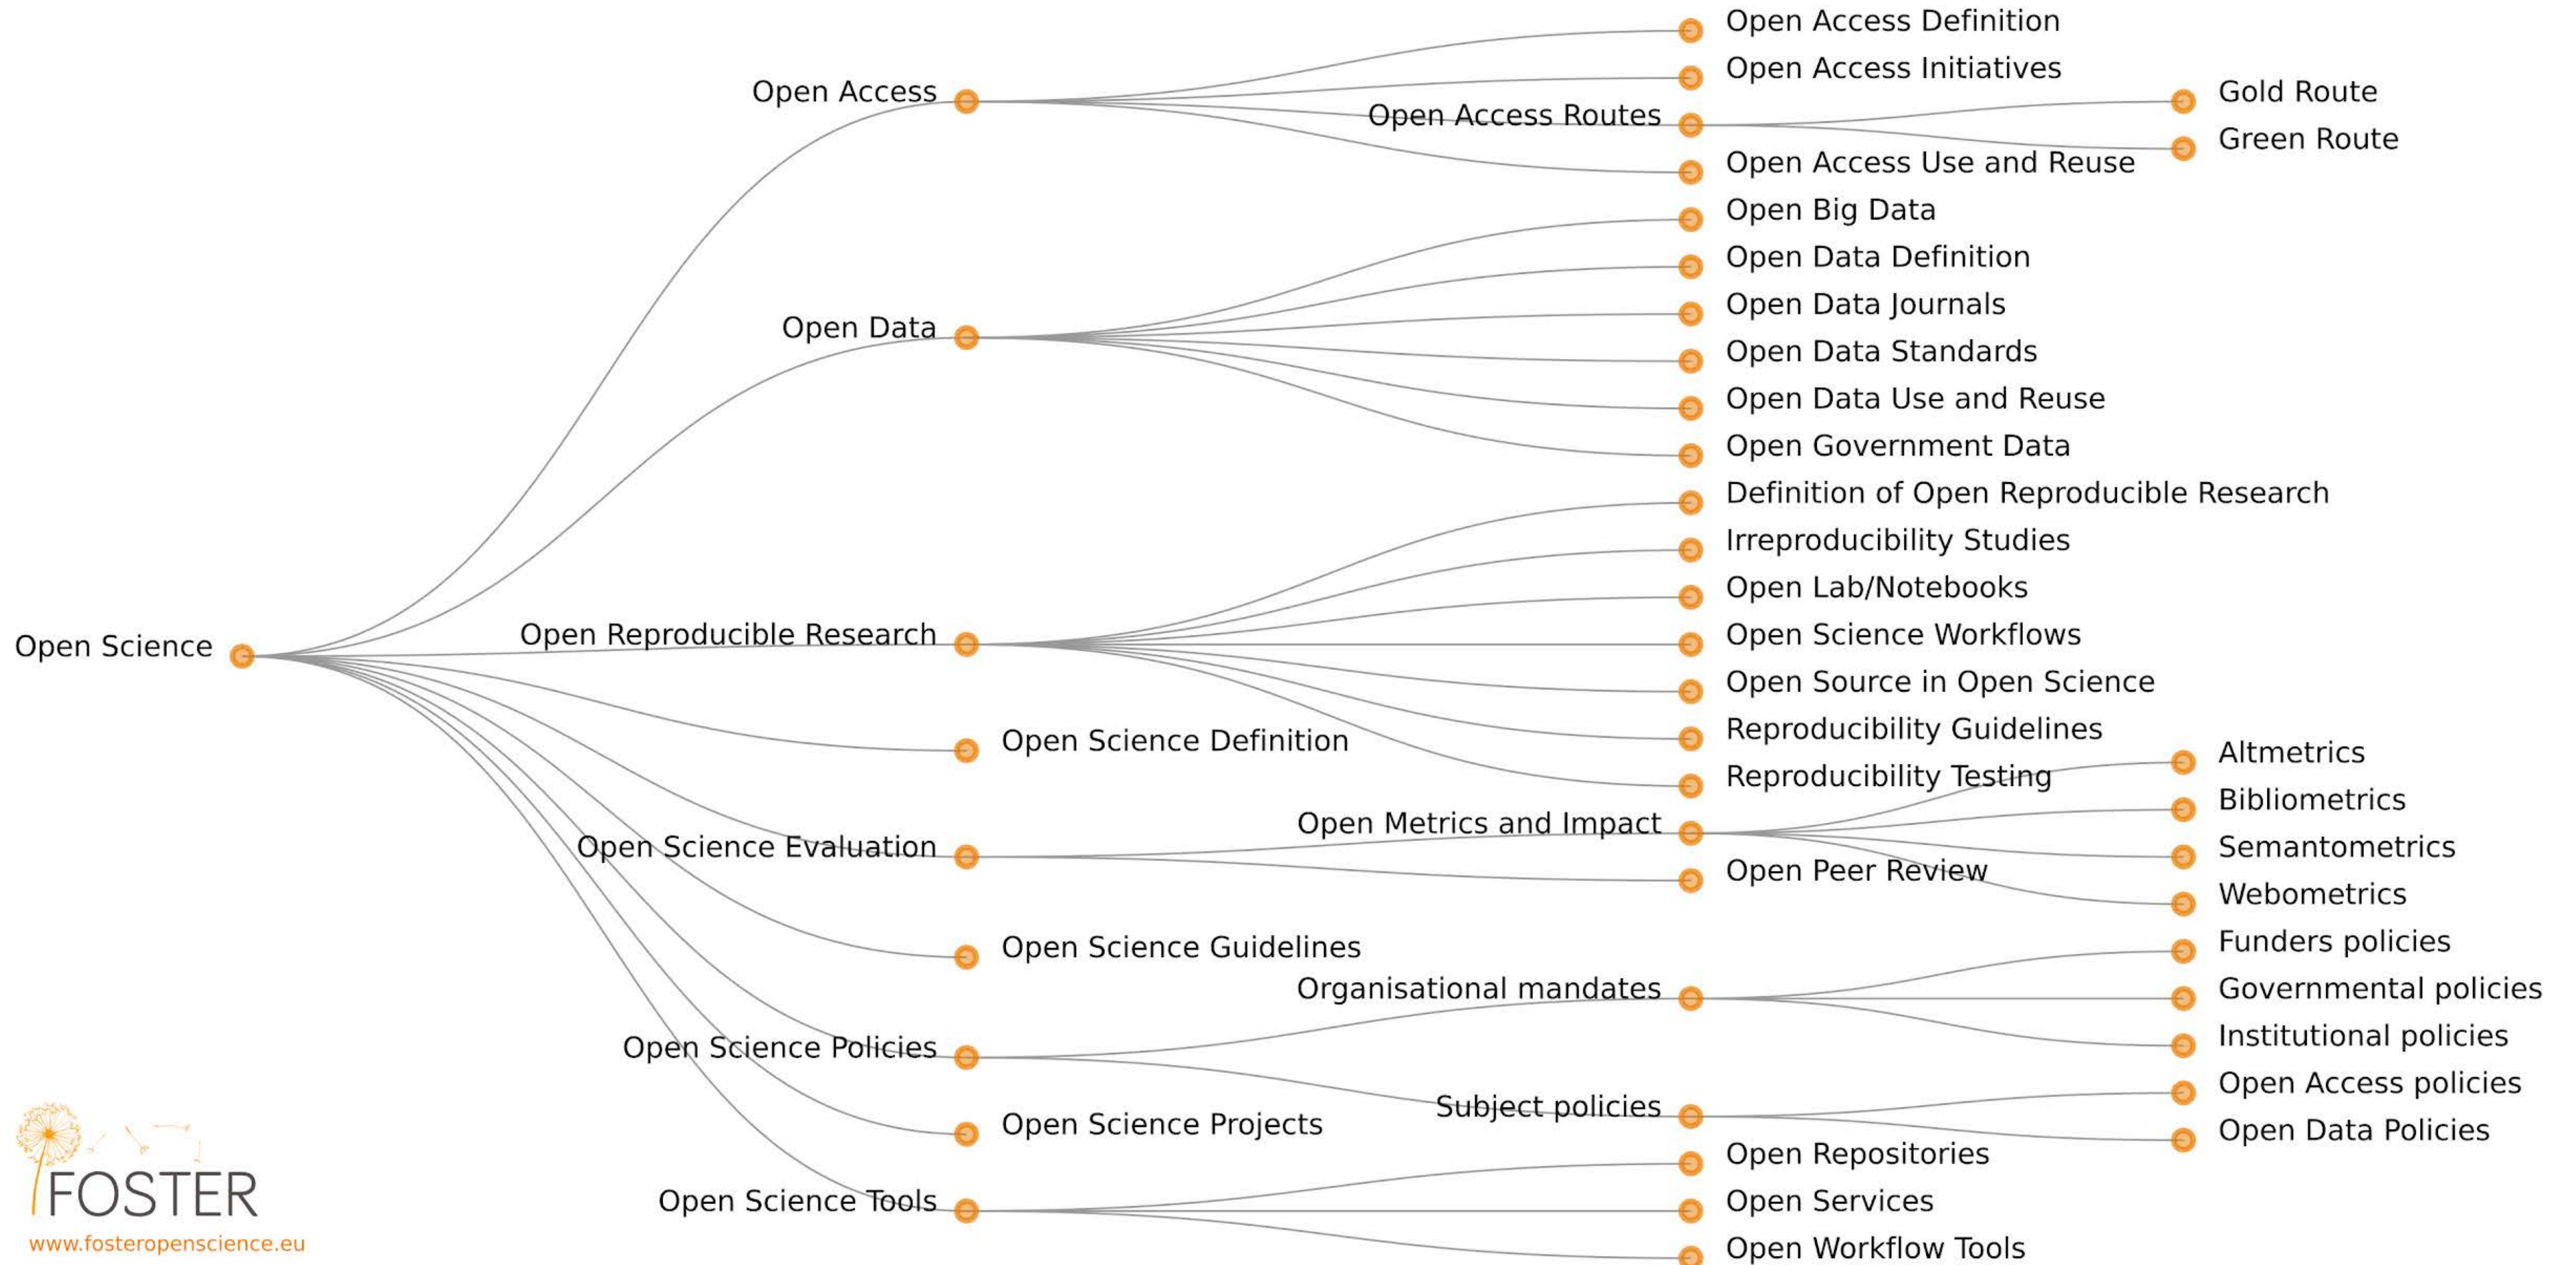 Open Access Definition
Open Access Initiatives
Open Access
Gold Route
Open Access Routes
Green Route
Open Access Use and Reuse
Open Big Data
Open Data Definition
Open Data Journals
Open Data
Open Data Standards
Open Data Use and Reuse
Open Government Data
Definition of Open Reproducible Research
Irreproducibility Studies
Open Lab/Notebooks
Open Science
Open Reproducible Research
Open Science Workflows
Open Source in Open Science
Reproducibility Guidelines
Open Science Definition
Altmetrics
Reproducibility Testing
Bibliometrics
Open Metrics and Impact
Open Science Evaluation
Semantometrics
Open Peer Review
Webometrics
Open Science Guidelines
Funders policies
Organisational mandates
Governmental policies
Institutional policies
Open Science Policies
Open Access policies
Subject policies
Open Science Projects
Open Data Policies
Open Repositories
Open Science Tools
Open Services
Open Workflow Tools
FOSTER
www.fosteropenscience.eu